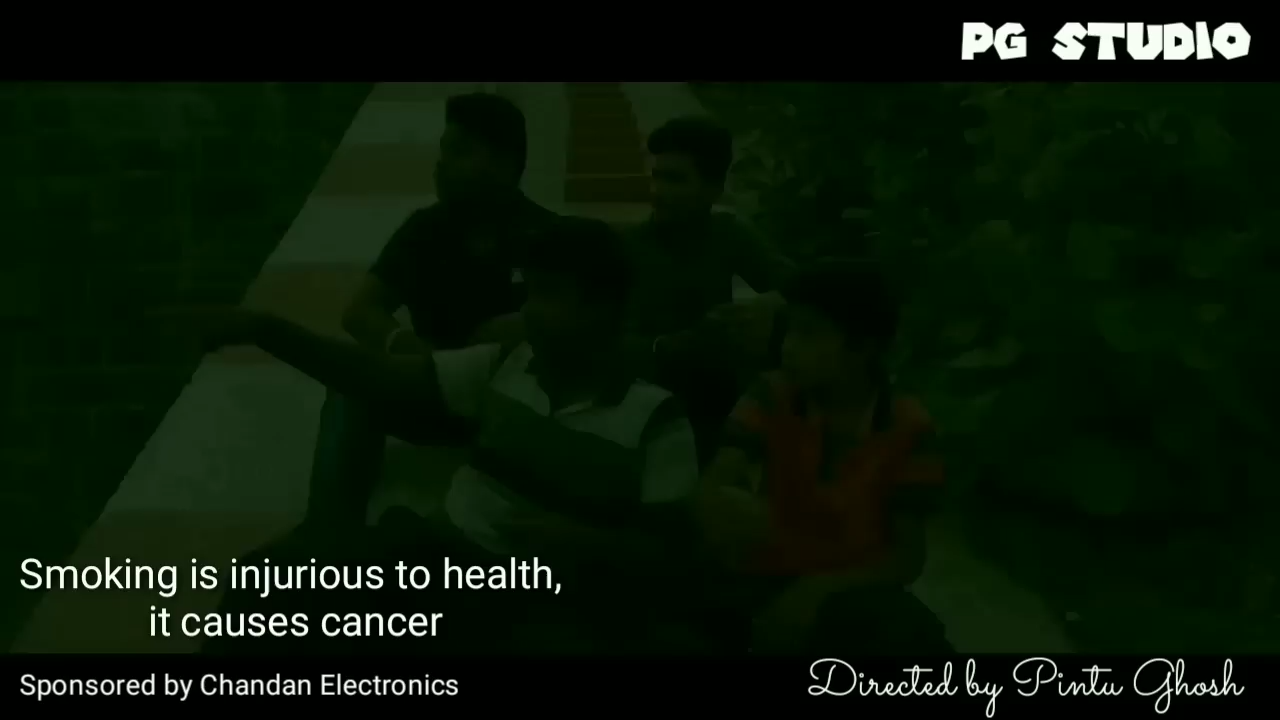 PG STUDIO
Smoking is injurious to health,
it causes cancer
Sponsored by Chandan Electronics
Directed by Pintu Ghosh